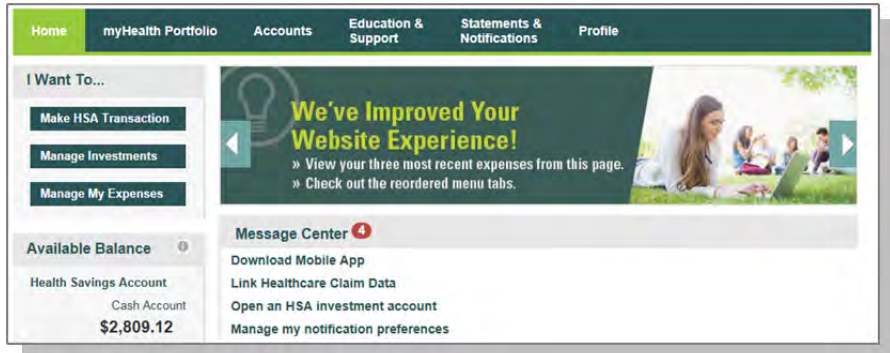 Home
myHealth Portfolio
Accounts
Education &
Support
Statements &
Notifications
Profile
I Want To...
Make HSA Transaction
Manage Investments
Manage My Expenses
We've Improved Your
Website Experience!
» View your three most recent expenses from this page.
» Check out the reordered menu tabs.
Available Balance
Health Savings Account
Cash Account
$2,809.12
Message Center 4
Download Mobile App
Link Healthcare Claim Data
Open an HSA investment account
Manage my notification preferences